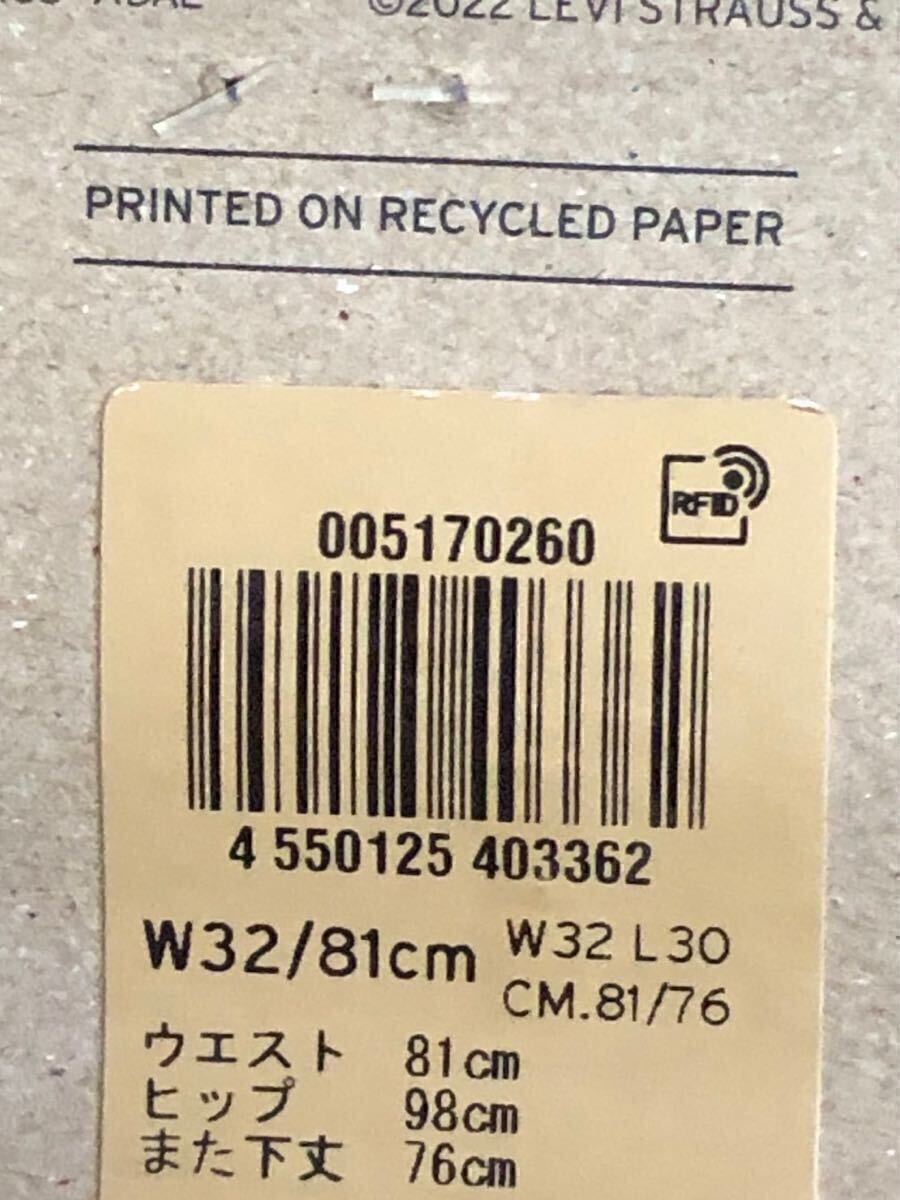 ©2022 LEVI STRAUSS &
PRINTED ON RECYCLED PAPER
RFID
005170260
4 550125 403362
W32/81cm
W32 L30
CM.81/76
ウエスト 81cm
ヒップ 98cm
また下丈 76cm